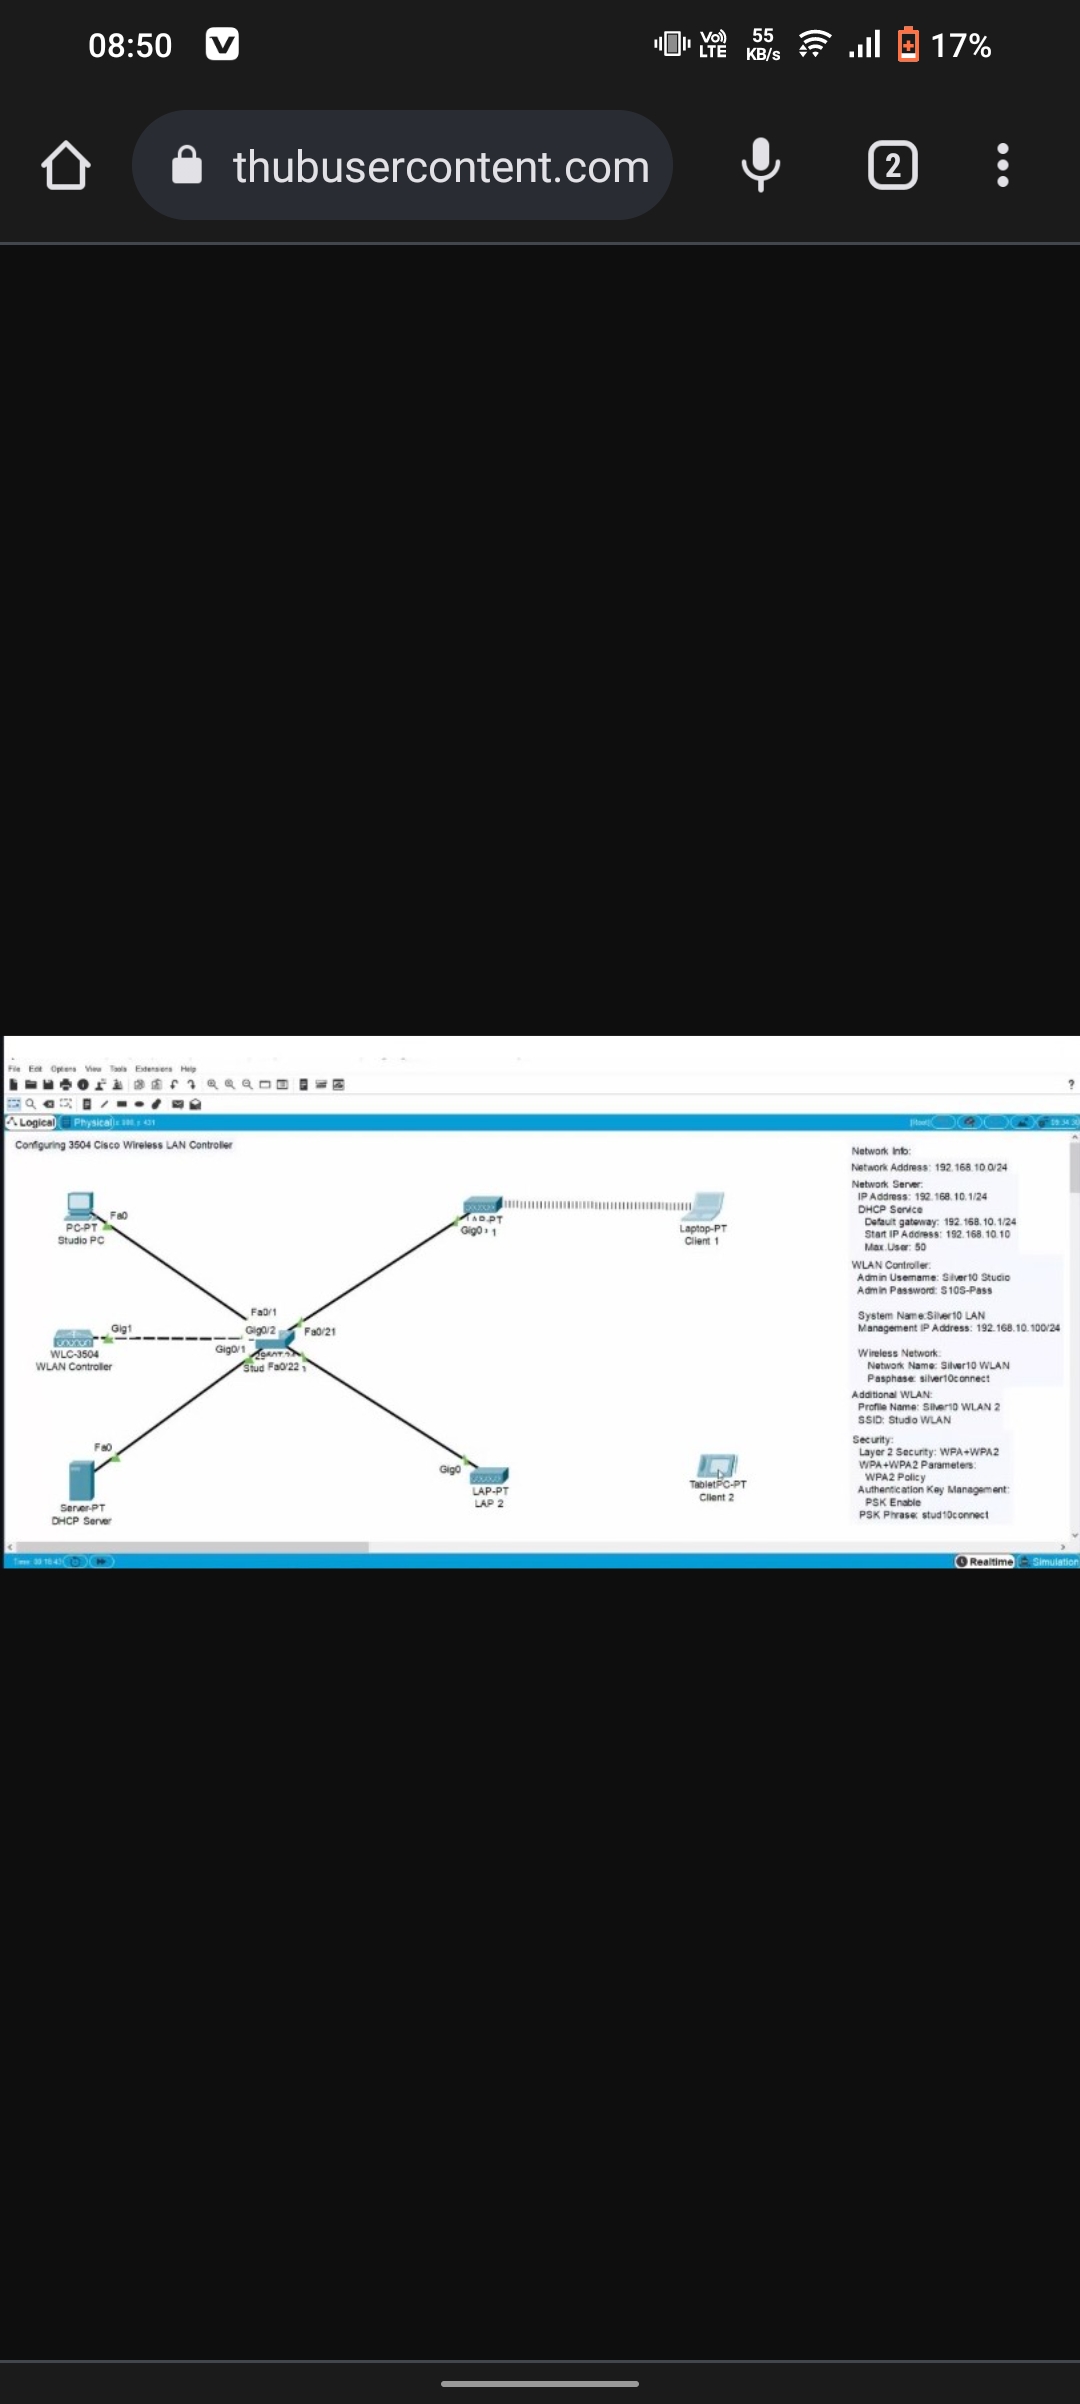 08:50
Vo)
LTE
55
KB/s
17%
thubusercontent.com
2
File Edit Options View Tools Extensions Help
?
Logical
Physical
[Root]
Configuring 3504 Cisco Wireless LAN Controller
PC-PT
Studio PC
Fa0
Gig0
1
Laptop-PT
Client 1
Fa0/1
Gig0/2
Fa0/21
Gig0/1
Stud Fa0/22
Gig1
WLC-3504
WLAN Controller
Fa0
Server-PT
DHCP Server
Gig0
LAP-PT
LAP 2
TabletPC-PT
Client 2
Network Info:
Network Address: 192.168.10.0/24
Network Server:
IP Address: 192.168.10.1/24
DHCP Service
Default gateway: 192.168.10.1/24
Start IP Address: 192.168.10.10
Max.User: 50
WLAN Controller:
Admin Username: Silver10 Studio
Admin Password: S10S-Pass
System Name:Silver10 LAN
Management IP Address: 192.168.10.100/24
Wireless Network:
Network Name: Silver10 WLAN
Pasphase: silver10connect
Additional WLAN:
Profile Name: Silver10 WLAN 2
SSID: Studio WLAN
Security:
Layer 2 Security: WPA+WPA2
WPA+WPA2 Parameters:
WPA2 Policy
Authentication Key Management:
PSK Enable
PSK Phrase: stud10connect
Realtime
Simulation